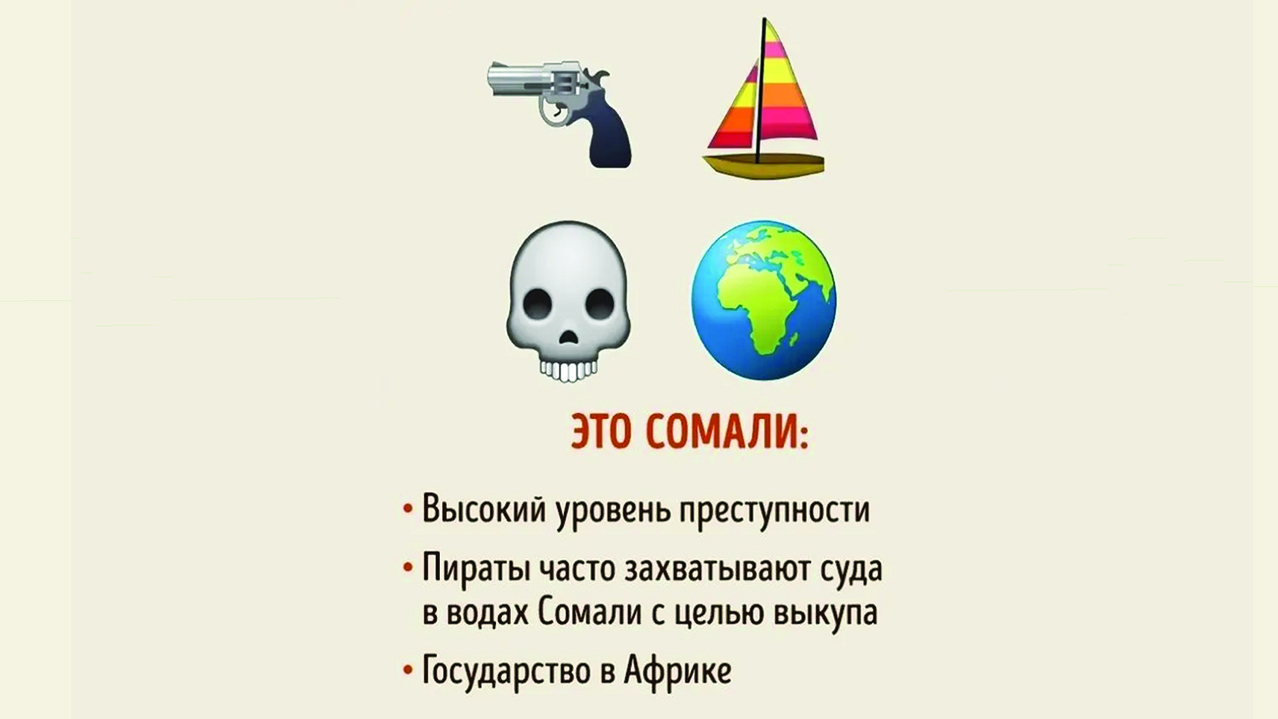 ЭТО СОМАЛИ:
• Высокий уровень преступности
• Пираты часто захватывают суда
в водах Сомали с целью выкупа
• Государство в Африке